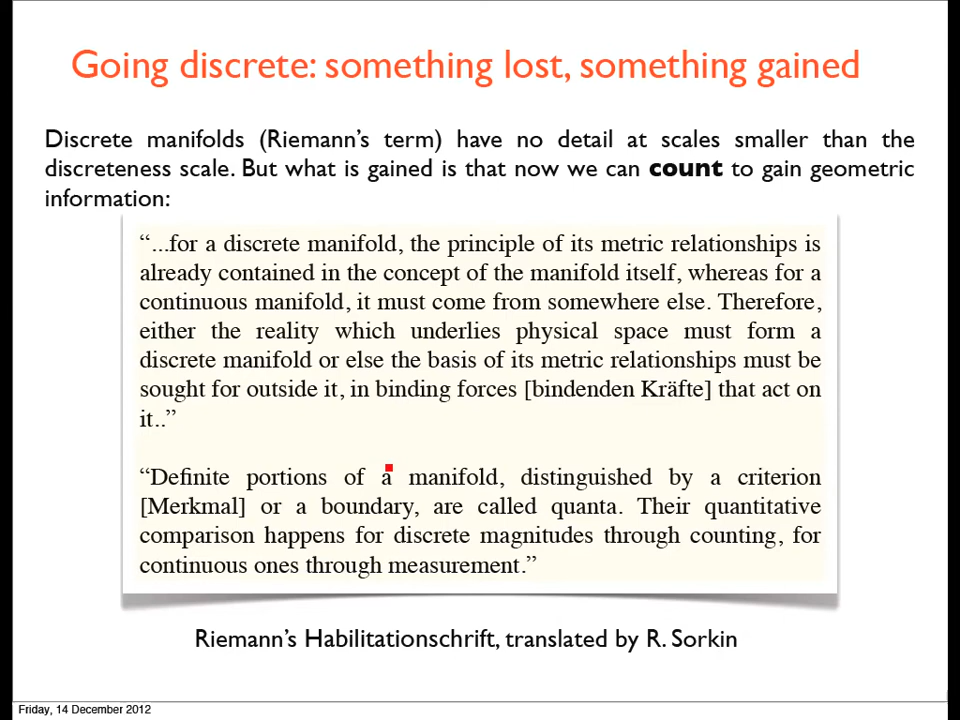 Going discrete: something lost, something gained
Discrete manifolds (Riemann's term) have no detail at scales smaller than the
discreteness scale. But what is gained is that now we can count to gain geometric
information:
“...for a discrete manifold, the principle of its metric relationships is
already contained in the concept of the manifold itself, whereas for a
continuous manifold, it must come from somewhere else. Therefore,
either the reality which underlies physical space must form a
discrete manifold or else the basis of its metric relationships must be
sought for outside it, in binding forces [bindenden Kräfte] that act on
it..”
“Definite portions of a manifold, distinguished by a criterion
[Merkmal] or a boundary, are called quanta. Their quantitative
comparison happens for discrete magnitudes through counting, for
continuous ones through measurement.”
Riemann's Habilitationschrift, translated by R. Sorkin
Friday, 14 December 2012